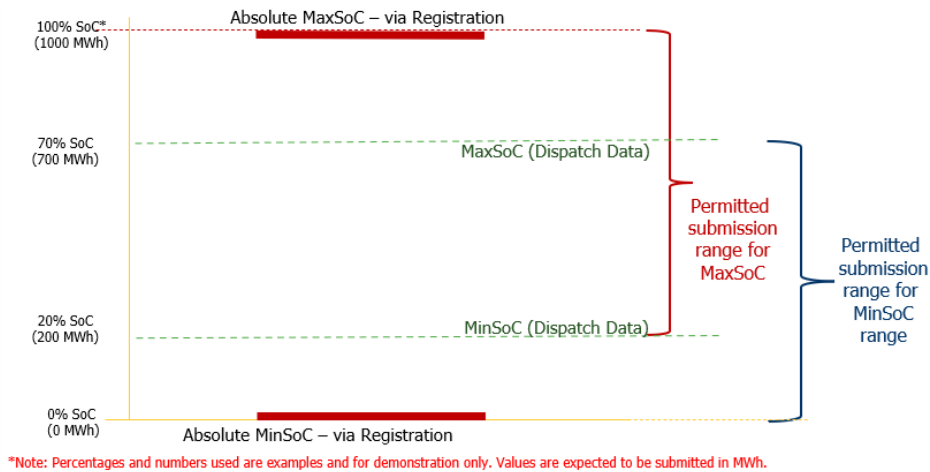 Absolute MaxSoC – via Registration
100% SoC*
(1000 MWh)
70% SoC
(700 MWh)
MaxSoC (Dispatch Data)
Permitted
submission
range for
MaxSoC
Permitted
submission
range for
MinSoC
range
20% SoC
(200 MWh)
MinSoC (Dispatch Data)
0% SoC
(0 MWh)
Absolute MinSoC – via Registration
*Note: Percentages and numbers used are examples and for demonstration only. Values are expected to be submitted in MWh.